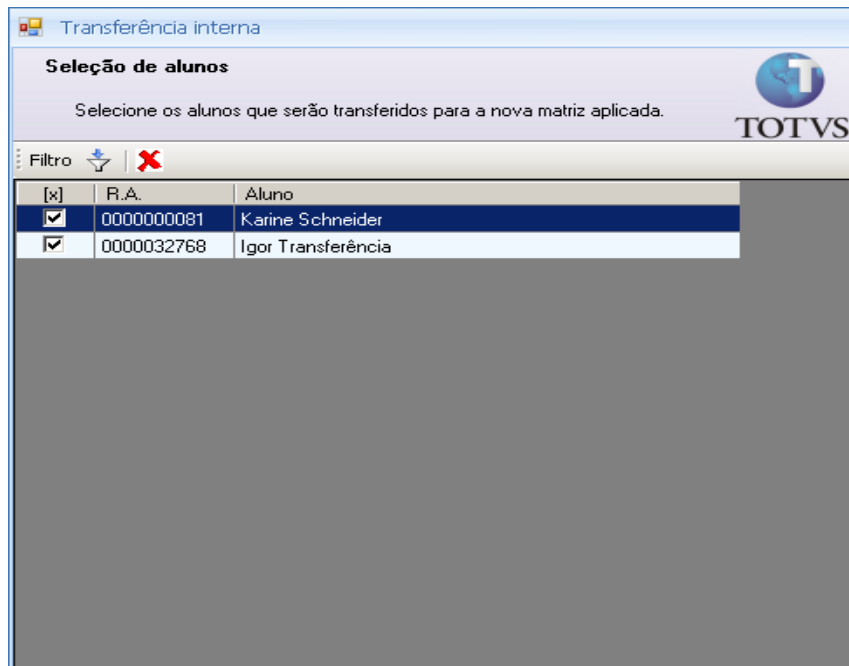 Transferência interna
Seleção de alunos
Selecione os alunos que serão transferidos para a nova matriz aplicada.
T
TOTVS
Filtro
[x] R.A. Aluno
0000000081 Karine Schneider
0000032768 Igor Transferência